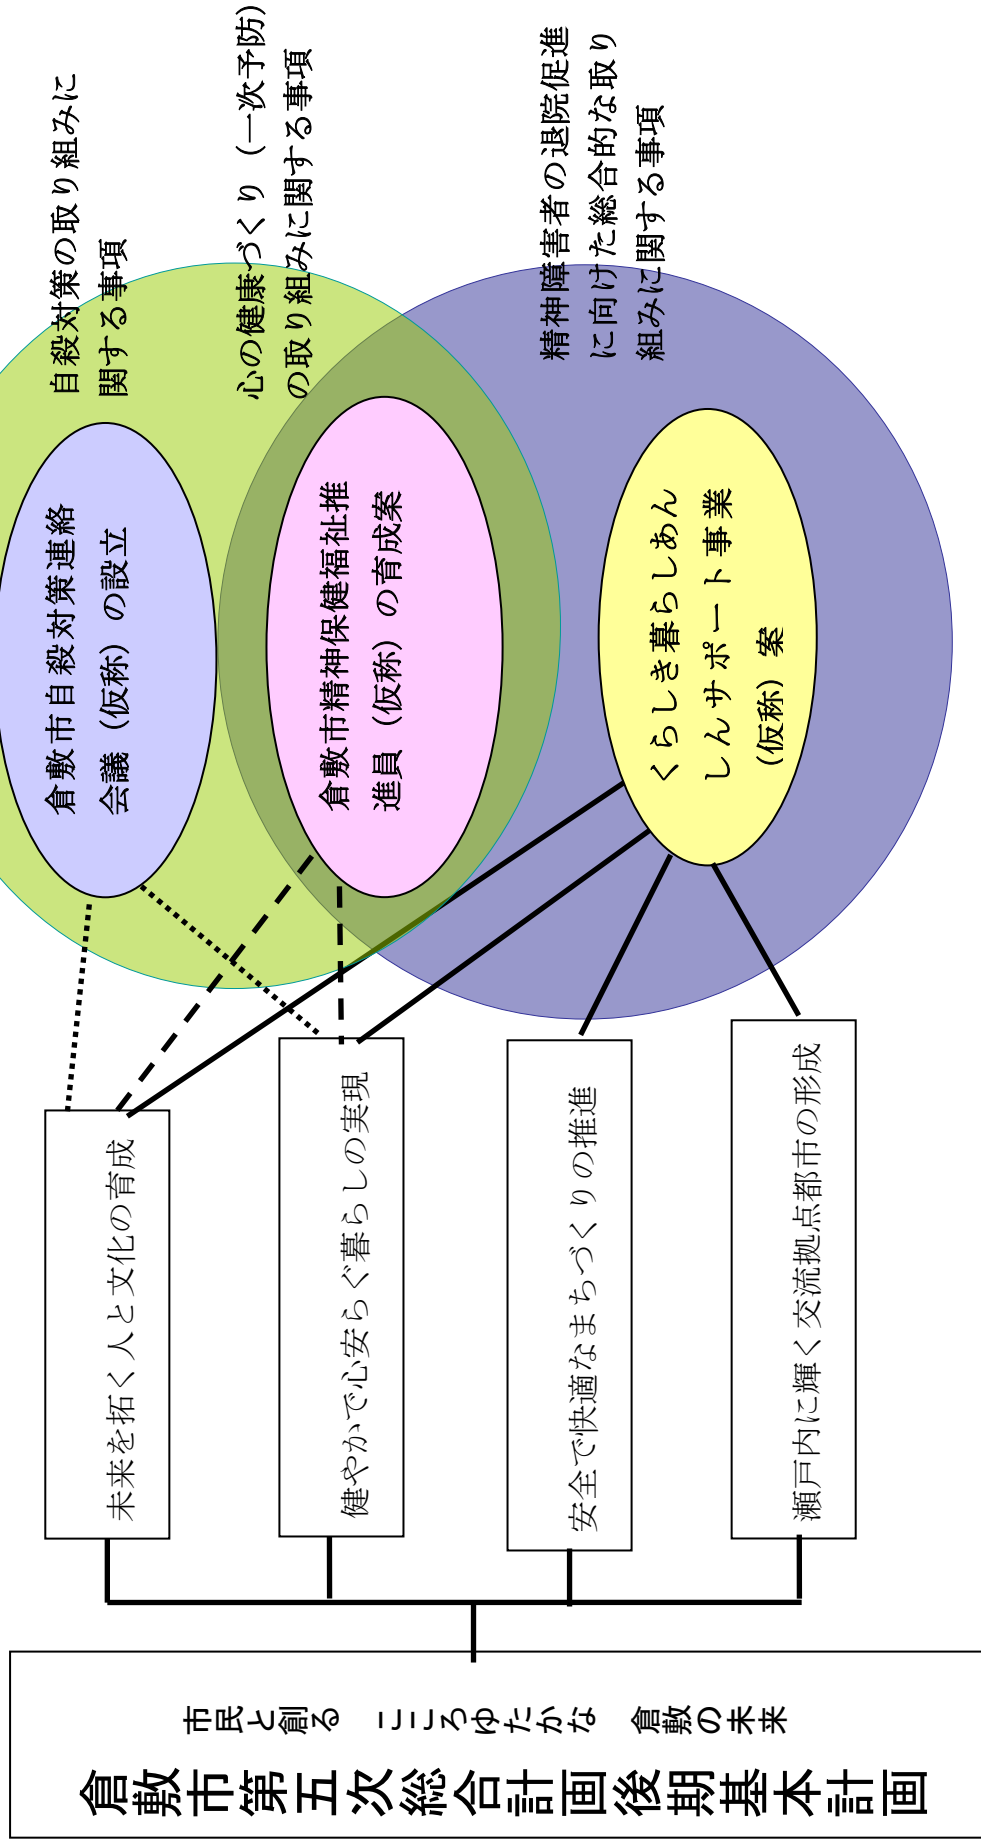 倉敷市第五次総合計画後期基本計画
市民と創る　こころゆたかな　倉敷の未来
未来を拓く人と文化の育成
健やかで心安らぐ暮らしの実現
安全で快適なまちづくりの推進
瀬戸内に輝く交流拠点都市の形成
倉敷市自殺対策連絡
会議（仮称）の設立
倉敷市精神保健福祉推
進員（仮称）の育成案
くらしき暮らしあん
しんサポート事業
（仮称）案
自殺対策の取り組みに
関する事項
心の健康づくり（一次予防）
の取り組みに関する事項
精神障害者の退院促進
に向けた総合的な取り
組みに関する事項